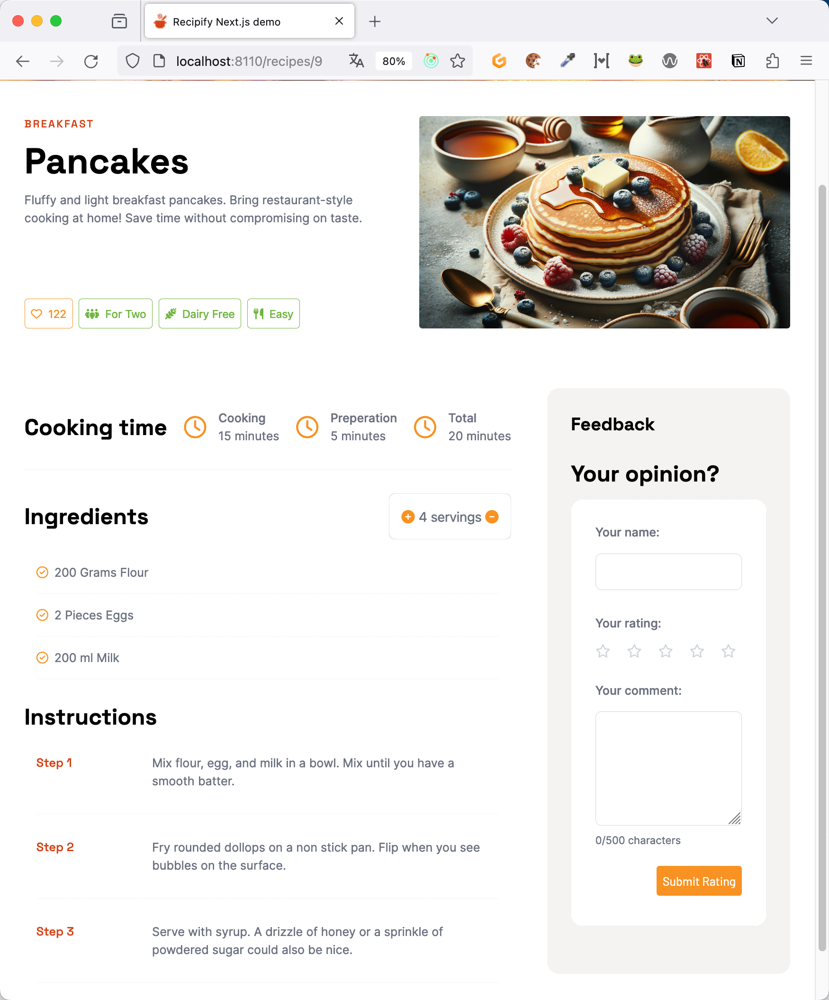 Recipify Next.js demo
localhost:8110/recipes/9
80%
BREAKFAST
Pancakes
Fluffy and light breakfast pancakes. Bring restaurant-style
cooking at home! Save time without compromising on taste.
122
For Two
Dairy Free
Easy
Cooking time
Cooking
15 minutes
Preperation
5 minutes
Total
20 minutes
Ingredients
4 servings
200 Grams Flour
2 Pieces Eggs
200 ml Milk
Instructions
Step 1
Mix flour, egg, and milk in a bowl. Mix until you have a
smooth batter.
Step 2
Fry rounded dollops on a non stick pan. Flip when you see
bubbles on the surface.
Step 3
Serve with syrup. A drizzle of honey or a sprinkle of
powdered sugar could also be nice.
Feedback
Your opinion?
Your name:
Your rating:
Your comment:
0/500 characters
Submit Rating